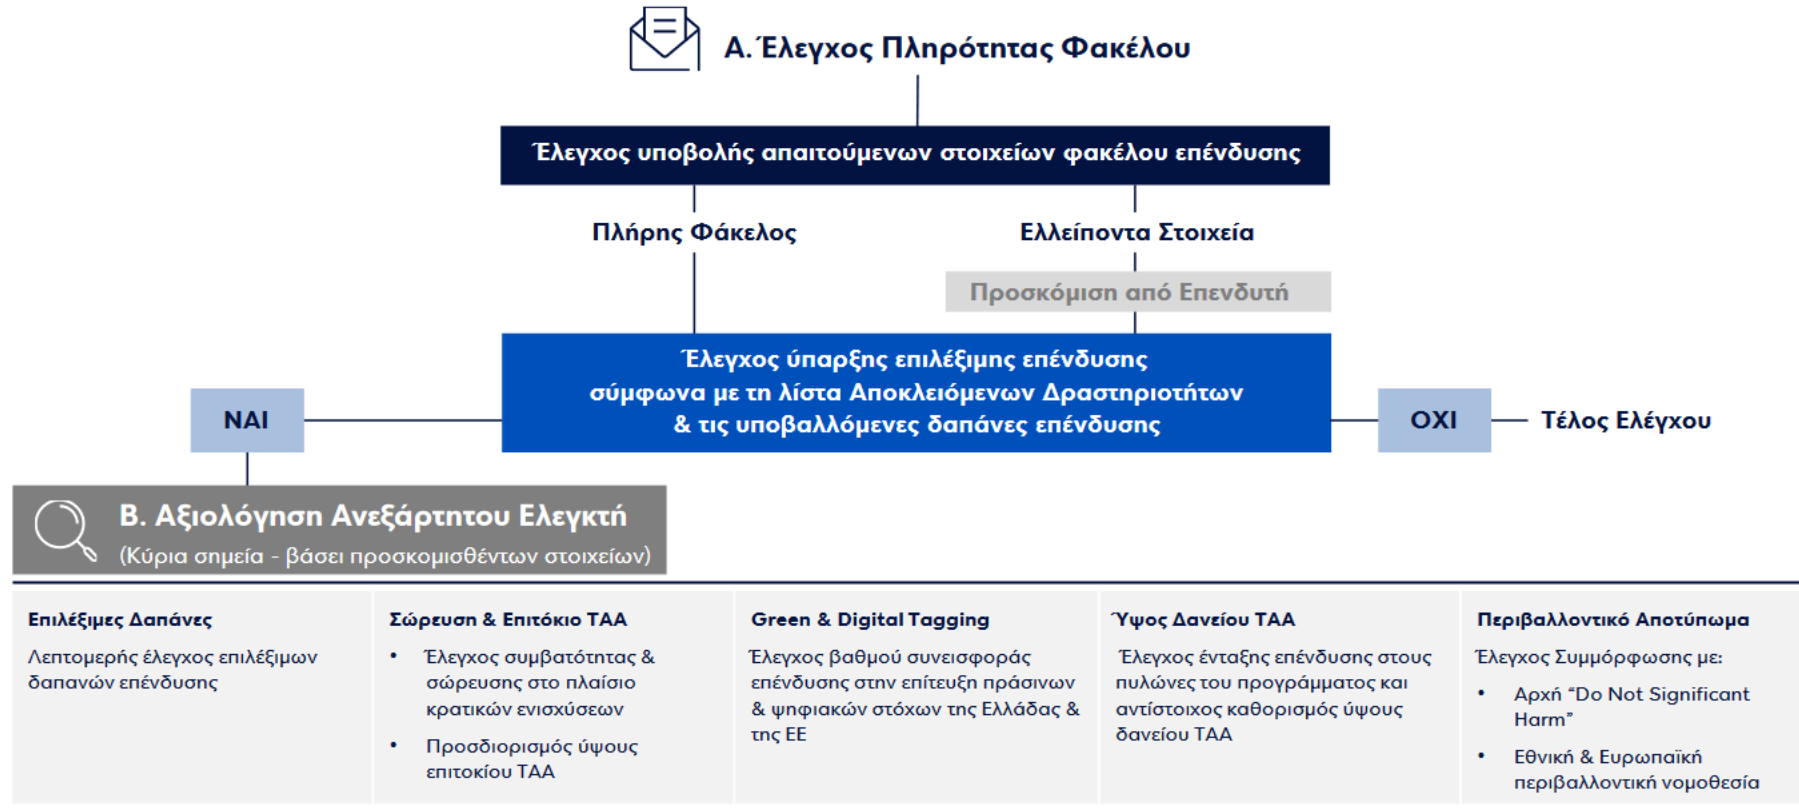 Α. Έλεγχος Πληρότητας Φακέλου
Έλεγχος υποβολής απαιτούμενων στοιχείων φακέλου επένδυσης
Πλήρης Φάκελος
Ελλείποντα Στοιχεία
Προσκόμιση από Επενδυτή
Έλεγχος ύπαρξης επιλέξιμης επένδυσης
σύμφωνα με τη λίστα Αποκλειόμενων Δραστηριοτήτων
& τις υποβαλλόμενες δαπάνες επένδυσης
ΝΑΙ
ΟΧΙ
Τέλος Ελέγχου
Β. Αξιολόγηση Ανεξάρτητου Ελεγκτή
(Κύρια σημεία - βάσει προσκομισθέντων στοιχείων)
Επιλέξιμες Δαπάνες
Λεπτομερής έλεγχος επιλέξιμων
δαπανών επένδυσης
Σώρευση & Επιτόκιο ΤΑΑ
• Έλεγχος συμβατότητας &
σώρευσης στο πλαίσιο
κρατικών ενισχύσεων
• Προσδιορισμός ύψους
επιτοκίου ΤΑΑ
Green & Digital Tagging
Έλεγχος βαθμού συνεισφοράς
επένδυσης στην επίτευξη πράσινων
& ψηφιακών στόχων της Ελλάδας &
της ΕΕ
Ύψος Δανείου ΤΑΑ
Έλεγχος ένταξης επένδυσης στους
πυλώνες του προγράμματος και
αντίστοιχος καθορισμός ύψους
δανείου ΤΑΑ
Περιβαλλοντικό Αποτύπωμα
Έλεγχος Συμμόρφωσης με:
• Αρχή “Do Not Significant
Harm”
• Εθνική & Ευρωπαϊκή
περιβαλλοντική νομοθεσία